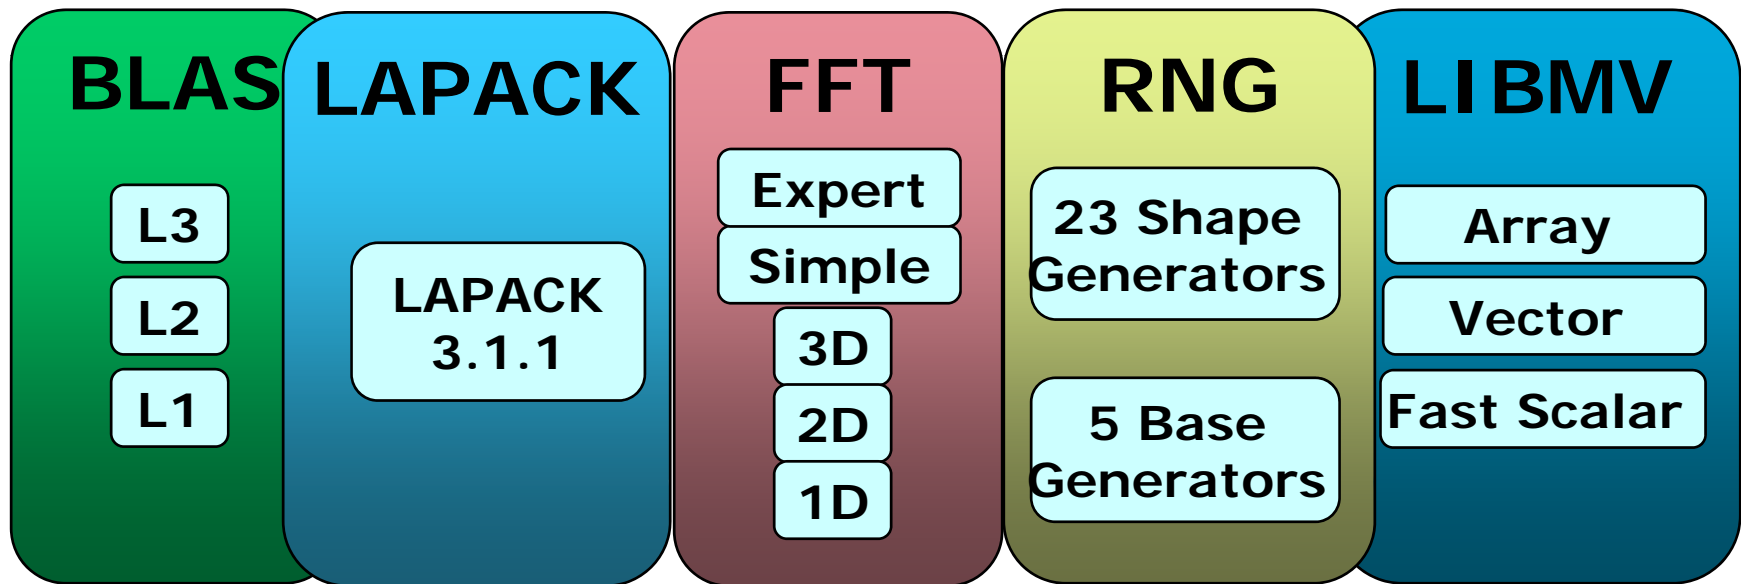 BLAS
L3
L2
L1
LAPACK
LAPACK
3.1.1
FFT
Expert
Simple
3D
2D
1D
RNG
23 Shape
Generators
5 Base
Generators
LIBMV
Array
Vector
Fast Scalar